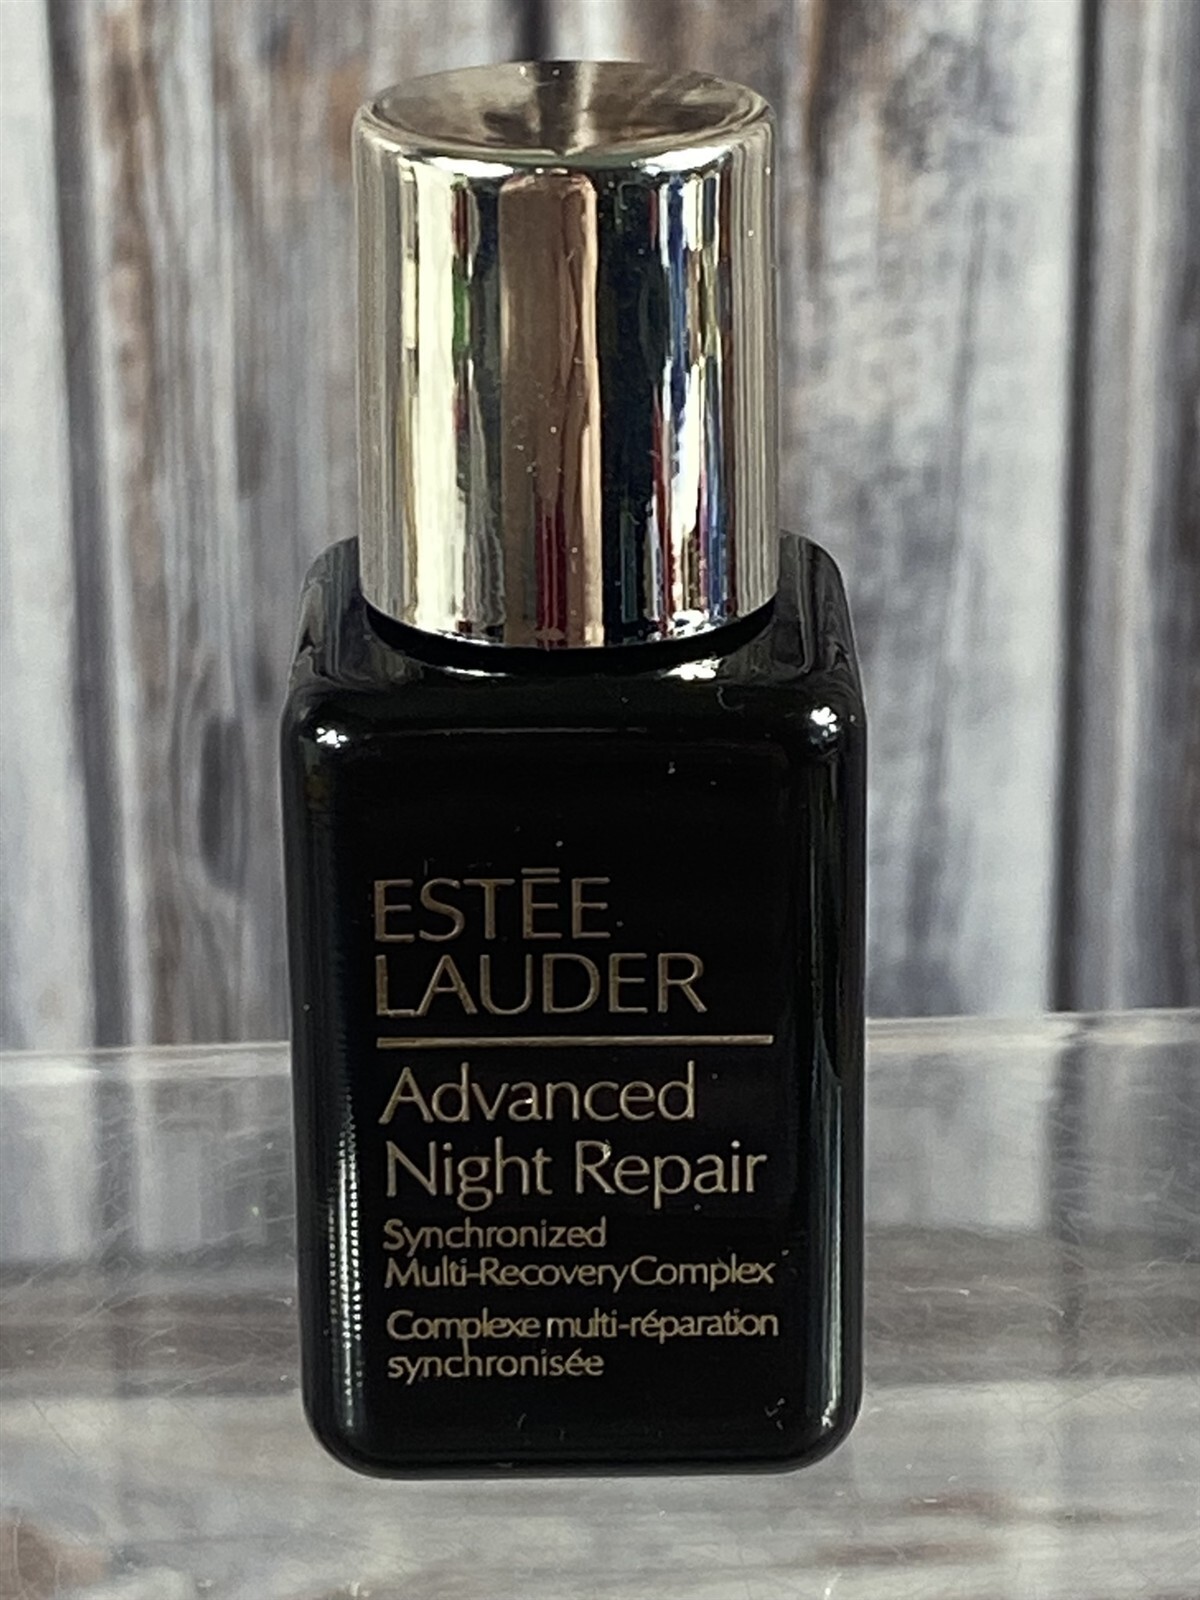 ESTĒE
LAUDER
Advanced
Night Repair
Synchronized
Multi-Recovery Complex
Complexe multi-réparation
synchronisée